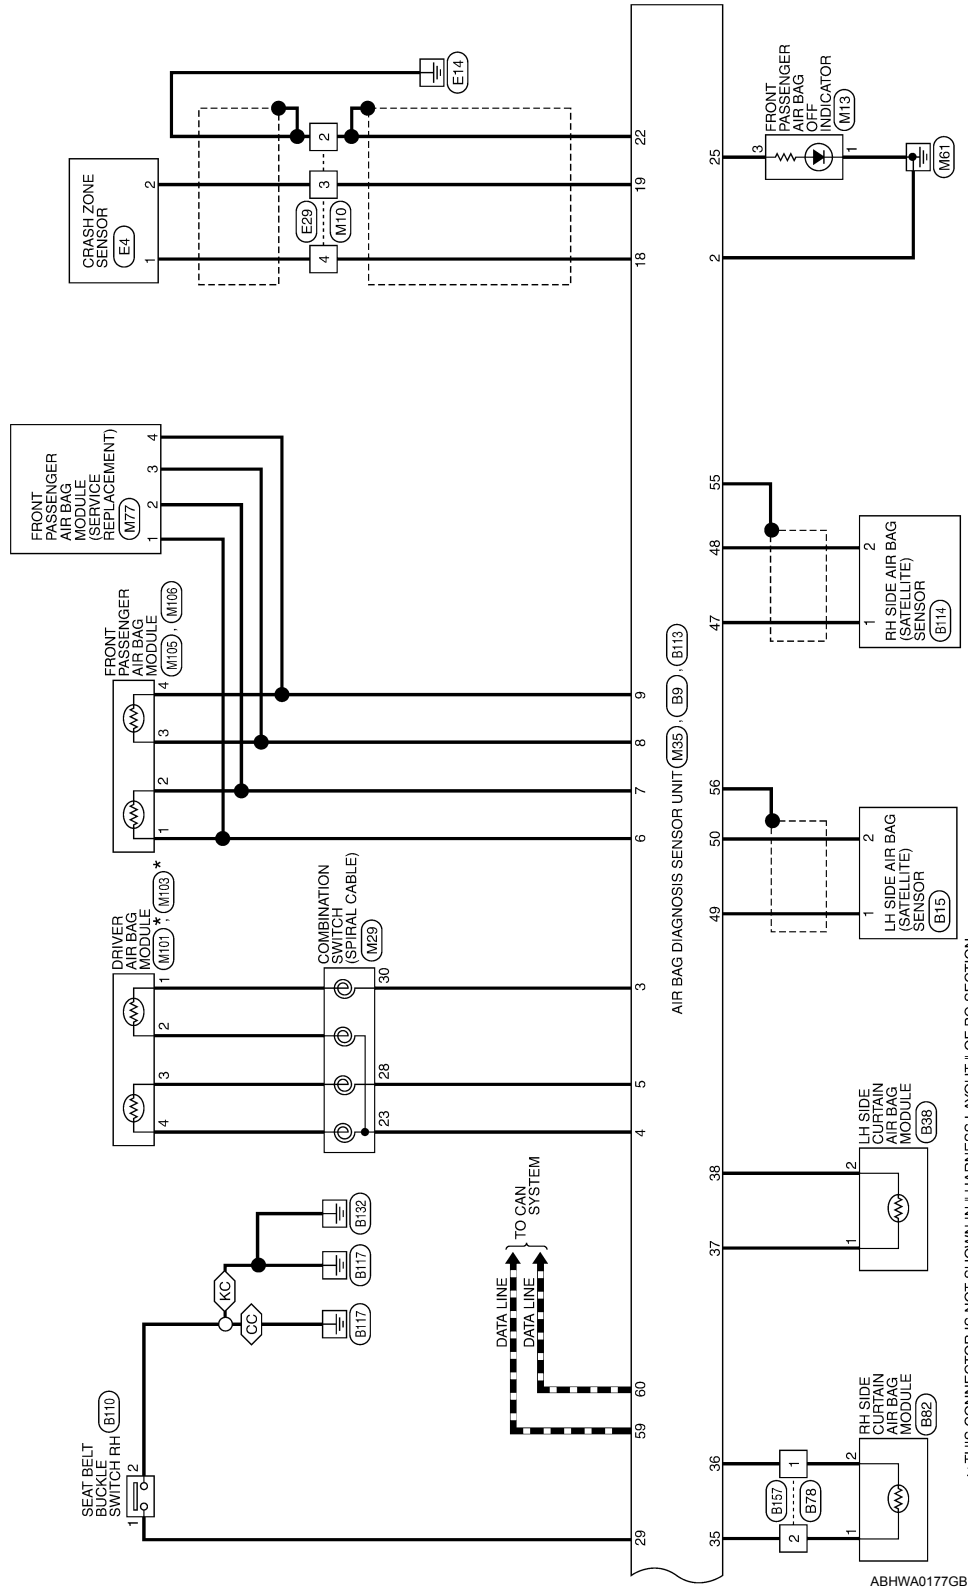 SEAT BELT
BUCKLE
SWITCH RH
B110
1
2
KC
CC
B117
B117
B132
DATA LINE
DATA LINE
TO CAN
SYSTEM
DRIVER
AIR BAG
MODULE
M101 * , M103 *
4
3
2
1
COMBINATION
SWITCH
(SPIRAL CABLE)
M29
23
28
30
FRONT
PASSENGER
AIR BAG
MODULE
M105 , M106
1
2
3
4
FRONT
PASSENGER
AIR BAG
MODULE
(SERVICE
REPLACEMENT)
M77
1
2
3
4
CRASH ZONE
SENSOR
E4
1
2
E29
M10
4
3
2
E14
29
59
60
4
5
3
6
7
8
9
18
19
22
AIR BAG DIAGNOSIS SENSOR UNIT M35 , B9 , B113
35
36
37
38
49
50
56
47
48
55
2
25
B157
B78
2
1
1
2
RH SIDE
CURTAIN
AIR BAG
MODULE
B82
1
2
LH SIDE
CURTAIN
AIR BAG
MODULE
B38
1
2
LH SIDE AIR BAG
(SATELLITE)
SENSOR
B15
1
2
RH SIDE AIR BAG
(SATELLITE)
SENSOR
B114
1
2
3
1
FRONT
PASSENGER
AIR BAG
OFF
INDICATOR
M13
M61
ABHWA0177GB